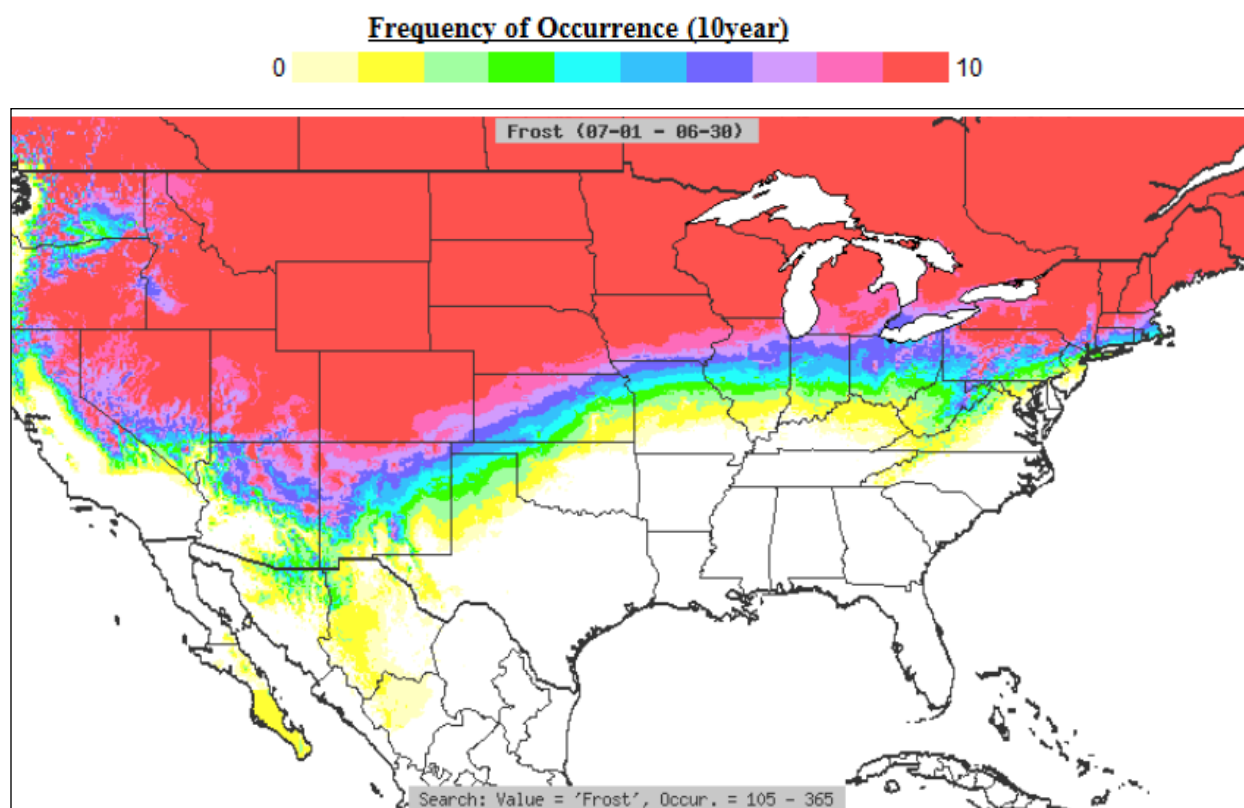 Frequency of Occurrence (10year)
0 10
Frost (07-01 - 06-30)
Search: Value = 'Frost', Occur. = 105 - 365